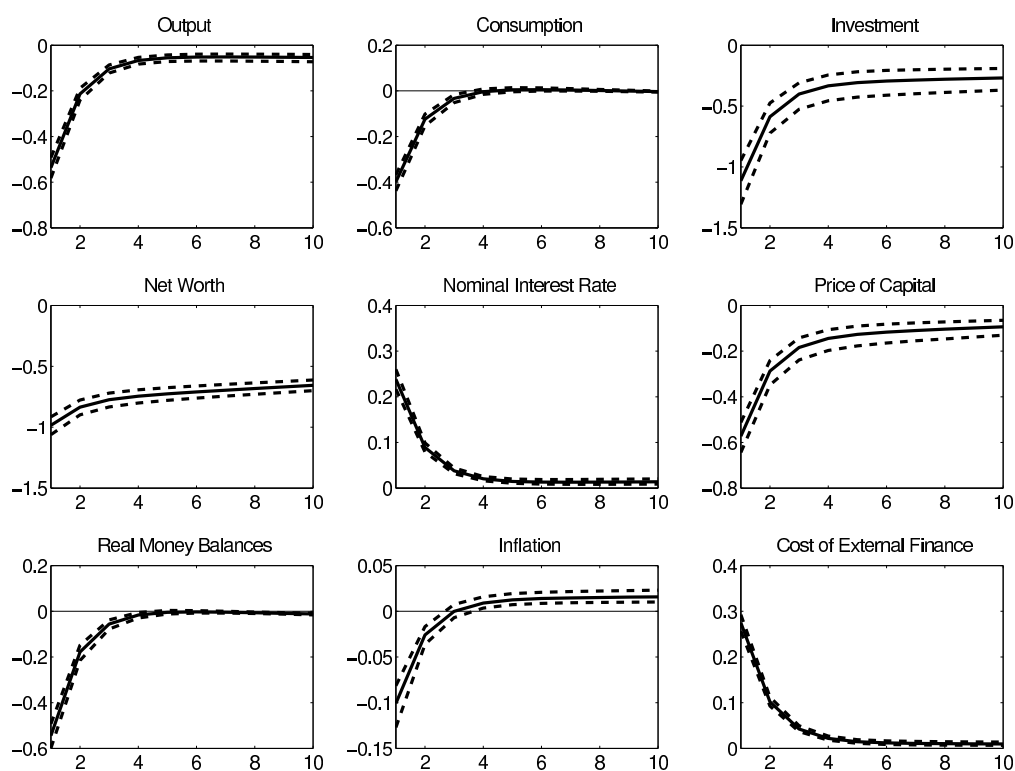 Output
0
−0.2
−0.4
−0.6
−0.8
2 4 6 8 10
Consumption
0.2
0
−0.2
−0.4
−0.6
2 4 6 8 10
Investment
0
−0.5
−1
−1.5
2 4 6 8 10
Net Worth
0
−0.5
−1
−1.5
2 4 6 8 10
Nominal Interest Rate
0.4
0.3
0.2
0.1
0
2 4 6 8 10
Price of Capital
0
−0.2
−0.4
−0.6
−0.8
2 4 6 8 10
Real Money Balances
0.2
0
−0.2
−0.4
−0.6
2 4 6 8 10
Inflation
0.05
0
−0.05
−0.1
−0.15
2 4 6 8 10
Cost of External Finance
0.4
0.3
0.2
0.1
0
2 4 6 8 10